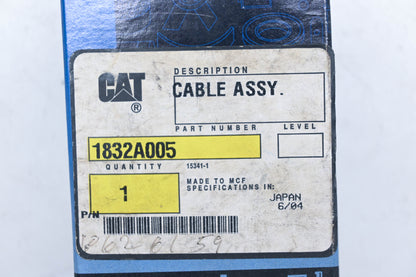 DESCRIPTION
CAT
®
CABLE ASSY.
PART NUMBER LEVEL
1832A005
QUANTITY 15341-1
1
MADE TO MCF
SPECIFICATIONS IN:
JAPAN
6/04
P/N